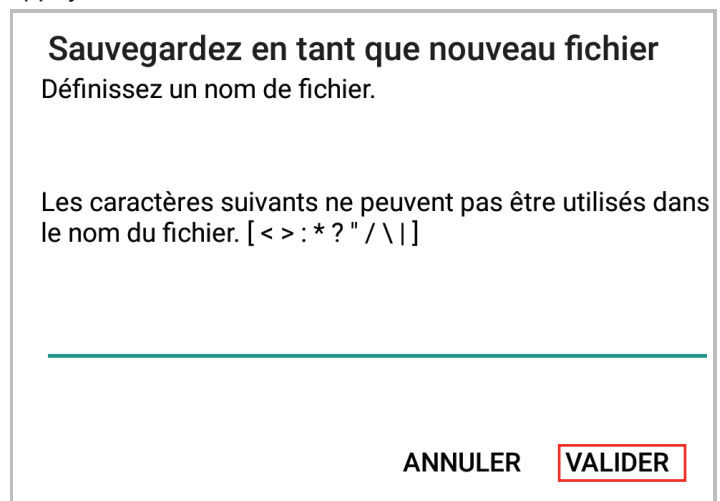 Sauvegardez en tant que nouveau fichier
Définissez un nom de fichier.
Les caractères suivants ne peuvent pas être utilisés dans
le nom du fichier. [ < > : * ? " / \ | ]
ANNULER VALIDER